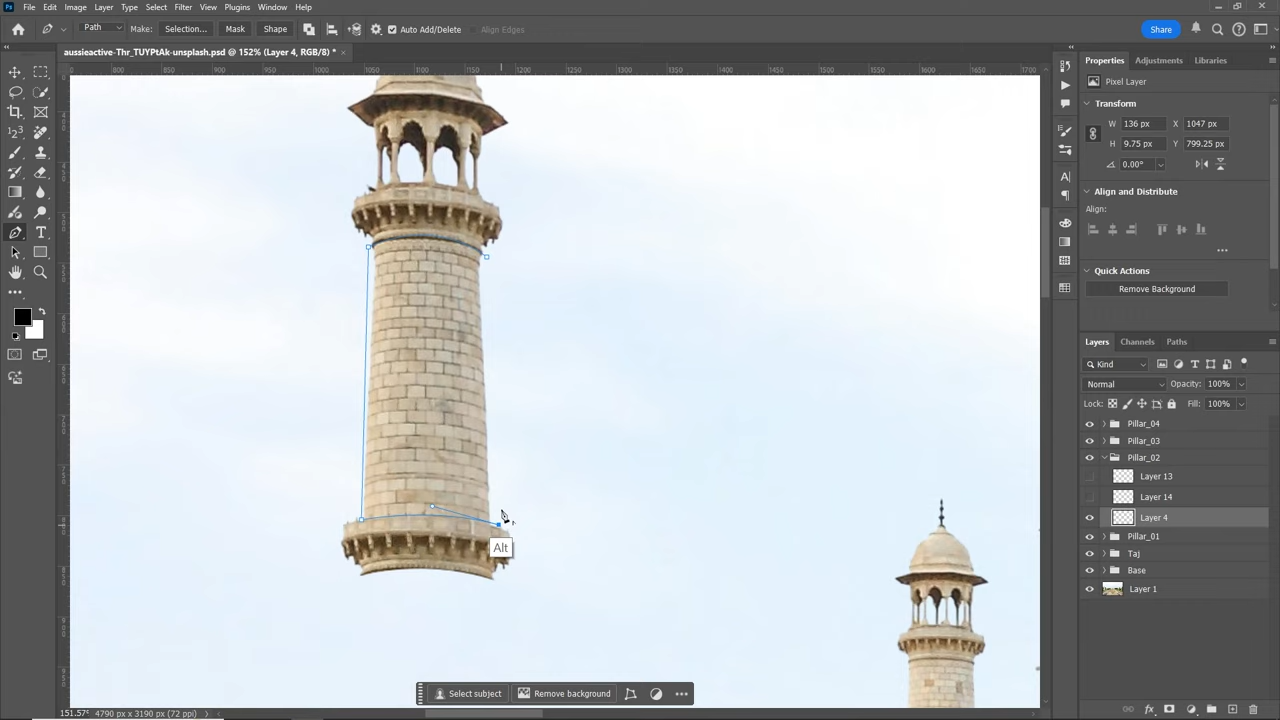 Ps File Edit Image Layer Type Select Filter View Plugins Window Help
Path Make: Selection... Mask Shape Auto Add/Delete Align Edges Share
aussieactive-Thr_TUYPtAk-unsplash.psd @ 152% (Layer 4, RGB/8) *
800 850 900 950 1000 1050 1100 1150 1200 1250 1300 1350 1400 1450 1500 1550 1600 1650 1700
Properties Adjustments Libraries
Pixel Layer
Transform
W 136 px X 1047 px
H 9.75 px Y 799.25 px
0.00°
Align and Distribute
Align:
Quick Actions
Remove Background
Layers Channels Paths
Kind
Normal Opacity: 100%
Lock: Fill: 100%
Pillar_04
Pillar_03
Pillar_02
Layer 13
Layer 14
Layer 4
Pillar_01
Taj
Base
Layer 1
Alt
Select subject Remove background
151.57% 4790 px x 3190 px (72 ppi)